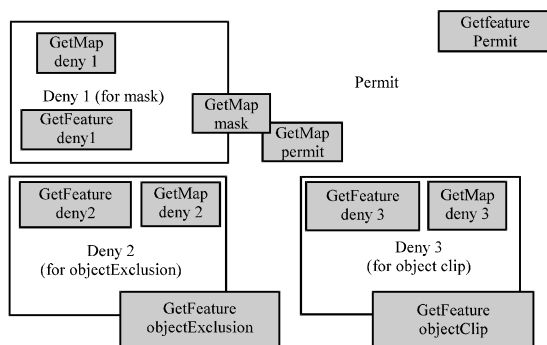 Getfeature
Permit
GetMap
deny 1
Deny 1 (for mask)
GetFeature
deny1
GetMap
mask
Permit
GetMap
permit
GetFeature
deny2
GetMap
deny 2
Deny 2
(for objectExclusion)
GetFeature
objectExclusion
GetFeature
deny 3
GetMap
deny 3
Deny 3
(for object clip)
GetFeature
objectClip